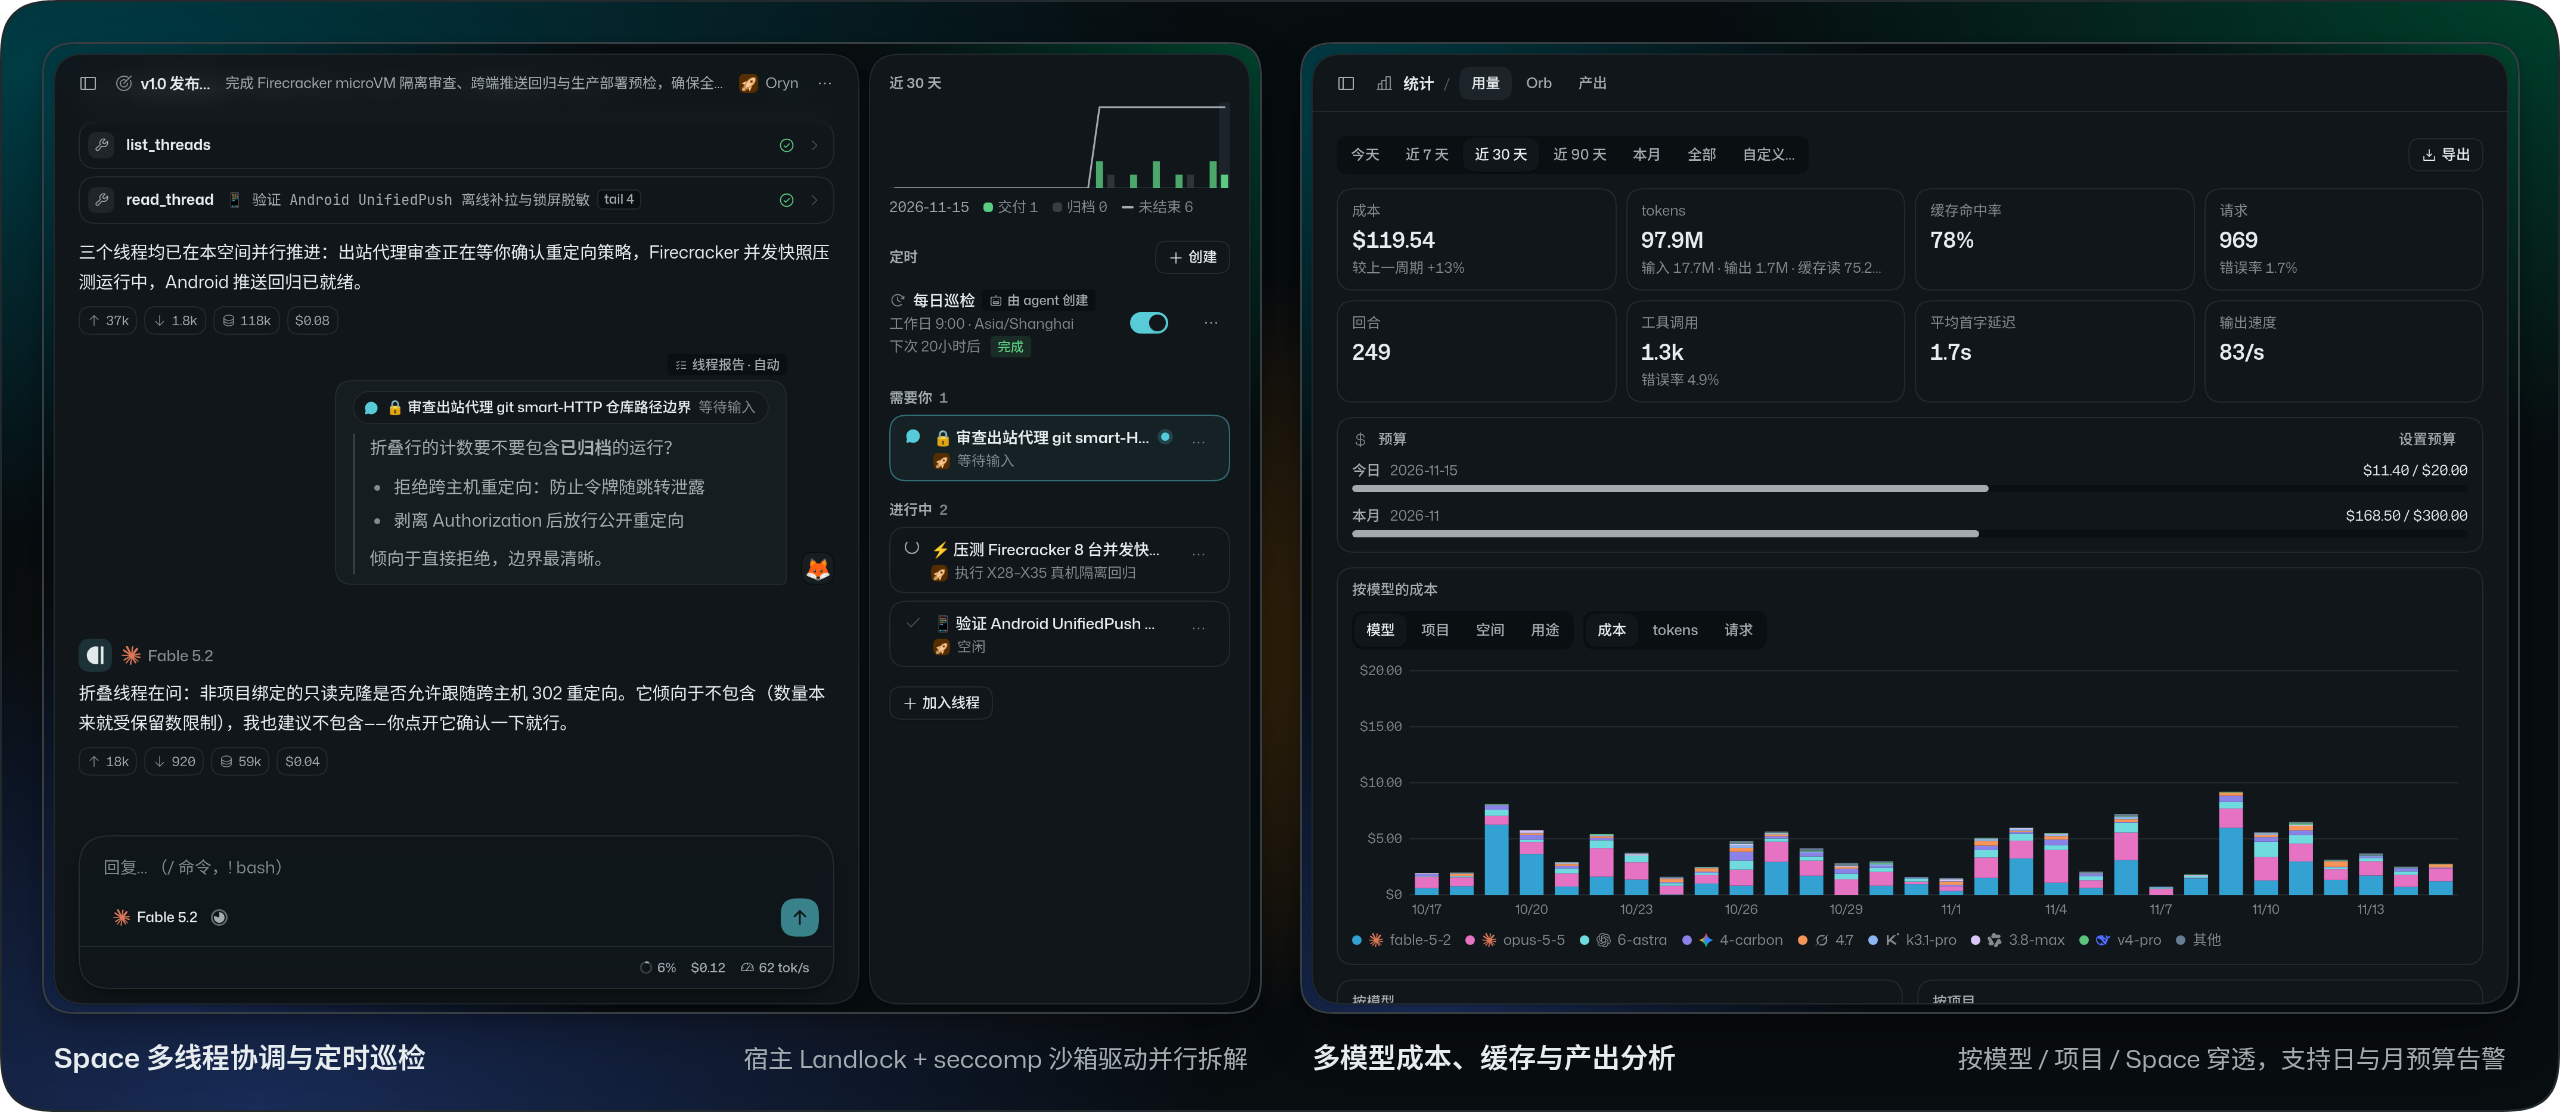 v1.0 发布... 完成 Firecracker microVM 隔离审查、跨端推送回归与生产部署预检，确保全... Oryn ...
list_threads
read_thread 验证 Android UnifiedPush 离线补拉与锁屏脱敏 tail 4
三个线程均已在本空间并行推进：出站代理审查正在等你确认重定向策略，Firecracker 并发快照压
测运行中，Android 推送回归已就绪。
37k 1.8k 118k $0.08
线程报告 · 自动
审查出站代理 git smart-HTTP 仓库路径边界 等待输入
折叠行的计数要不要包含已归档的运行？
• 拒绝跨主机重定向：防止令牌随跳转泄露
• 剥离 Authorization 后放行公开重定向
倾向于直接拒绝，边界最清晰。
Fable 5.2
折叠线程在问：非项目绑定的只读克隆是否允许跟随跨主机 302 重定向。它倾向于不包含（数量本
来就受保留数限制），我也建议不包含——你点开它确认一下就行。
18k 920 59k $0.04
回复...（/ 命令，! bash）
Fable 5.2
6% $0.12 62 tok/s
近 30 天
2026-11-15 交付 1 归档 0 未结束 6
定时 + 创建
每日巡检 由 agent 创建
工作日 9:00 · Asia/Shanghai ...
下次 20小时后 完成
需要你 1
审查出站代理 git smart-H... ...
等待输入
进行中 2
压测 Firecracker 8 台并发快... ...
执行 X28–X35 真机隔离回归
验证 Android UnifiedPush ... ...
空闲
+ 加入线程
Space 多线程协调与定时巡检 宿主 Landlock + seccomp 沙箱驱动并行拆解
统计 / 用量 Orb 产出
今天 近 7 天 近 30 天 近 90 天 本月 全部 自定义... 导出
成本 tokens 缓存命中率 请求
$119.54 97.9M 78% 969
较上一周期 +13% 输入 17.7M · 输出 1.7M · 缓存读 75.2... 错误率 1.7%
回合 工具调用 平均首字延迟 输出速度
249 1.3k 1.7s 83/s
错误率 4.9%
$ 预算 设置预算
今日 2026-11-15 $11.40 / $20.00
本月 2026-11 $168.50 / $300.00
按模型的成本
模型 项目 空间 用途 成本 tokens 请求
$20.00
$15.00
$10.00
$5.00
$0
10/17 10/20 10/23 10/26 10/29 11/1 11/4 11/7 11/10 11/13
fable-5-2 opus-5-5 6-astra 4-carbon 4.7 k3.1-pro 3.8-max v4-pro 其他
按模型 按项目
多模型成本、缓存与产出分析 按模型 / 项目 / Space 穿透，支持日与月预算告警